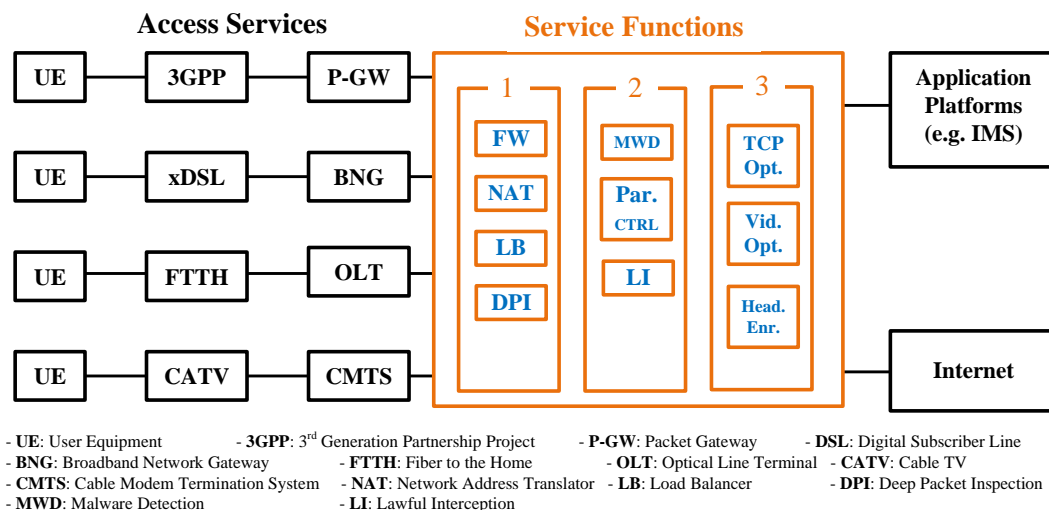 Access Services
Service Functions
UE
3GPP
P-GW
UE
xDSL
BNG
UE
FTTH
OLT
UE
CATV
CMTS
1
FW
NAT
LB
DPI
2
MWD
Par.
CTRL
LI
3
TCP
Opt.
Vid.
Opt.
Head.
Enr.
Application
Platforms
(e.g. IMS)
Internet
- UE: User Equipment - 3GPP: 3rd Generation Partnership Project - P-GW: Packet Gateway - DSL: Digital Subscriber Line
- BNG: Broadband Network Gateway - FTTH: Fiber to the Home - OLT: Optical Line Terminal - CATV: Cable TV
- CMTS: Cable Modem Termination System - NAT: Network Address Translator - LB: Load Balancer - DPI: Deep Packet Inspection
- MWD: Malware Detection - LI: Lawful Interception